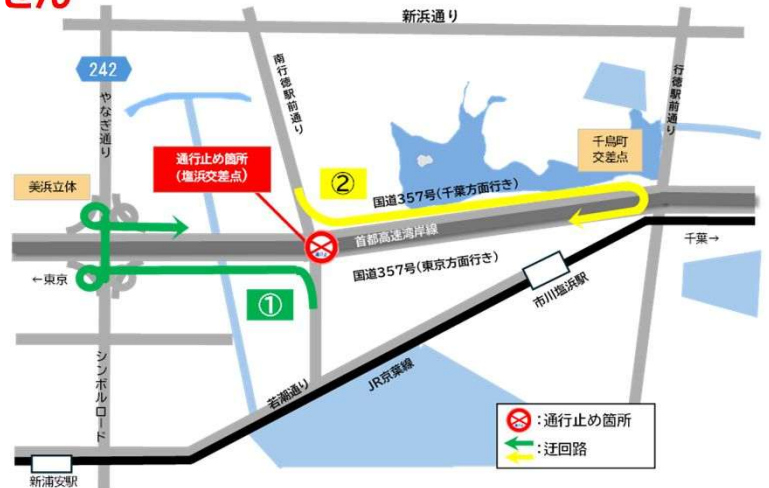 新浜通り
242
やなぎ通り
南行徳駅前通り
行徳駅前通り
通行止め箇所
(塩浜交差点)
千鳥町
交差点
美浜立体
②
国道357号(千葉方面行き)
首都高速湾岸線
千葉→
国道357号(東京方面行き)
←東京
①
市川塩浜駅
シンボルロード
若潮通り
JR京葉線
:通行止め箇所
:迂回路
新浦安駅